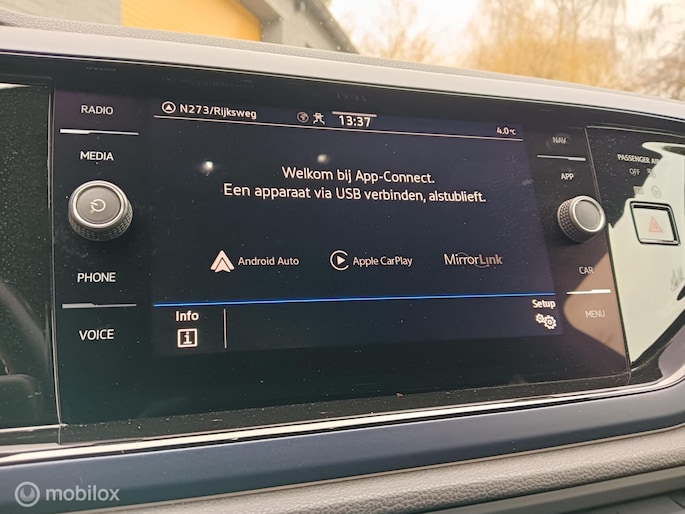 RADIO
MEDIA
PHONE
VOICE
N273/Rijksweg
13:37
4.0°C
Welkom bij App-Connect.
Een apparaat via USB verbinden, alstublieft.
Android Auto
Apple CarPlay
MirrorLink
Info
Setup
NAV
APP
CAR
MENU
PASSENGER
OFF
mobilox